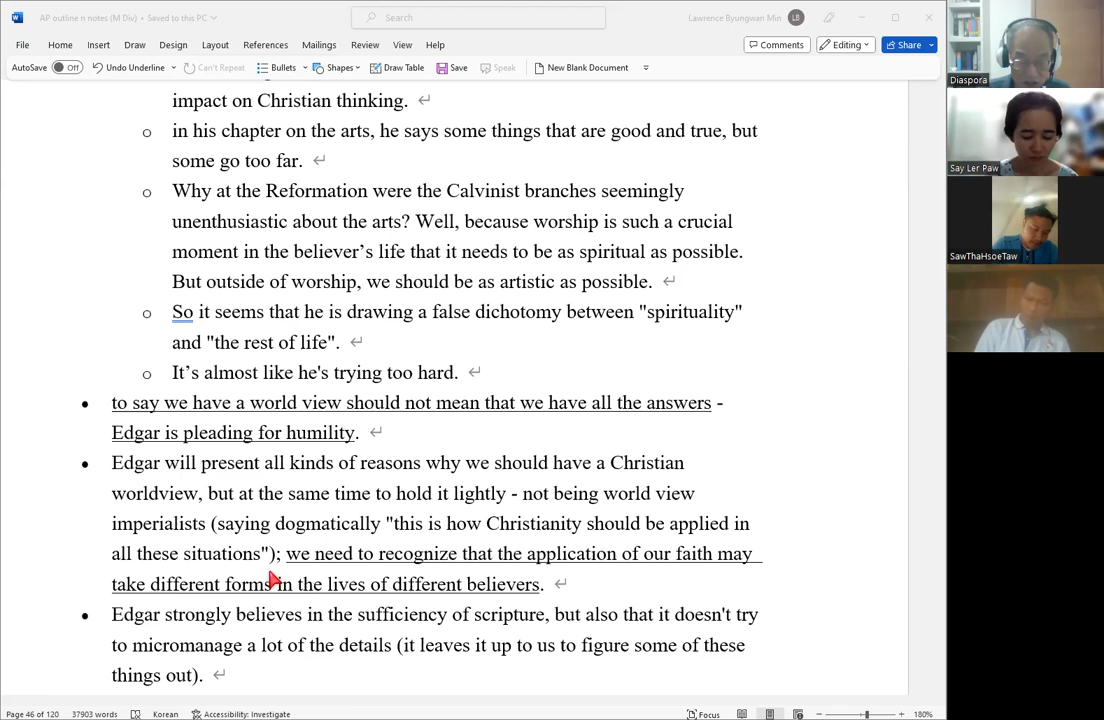 AP outline n notes (M Div) • Saved to this PC
Search
Lawrence Byungwan Min
LB
File Home Insert Draw Design Layout References Mailings Review View Help
Comments Editing Share
AutoSave Off Undo Underline Can't Repeat Bullets Shapes Draw Table Save Speak New Blank Document
impact on Christian thinking. ↵
o in his chapter on the arts, he says some things that are good and true, but
some go too far. ↵
o Why at the Reformation were the Calvinist branches seemingly
unenthusiastic about the arts? Well, because worship is such a crucial
moment in the believer’s life that it needs to be as spiritual as possible.
But outside of worship, we should be as artistic as possible. ↵
o So it seems that he is drawing a false dichotomy between "spirituality"
and "the rest of life". ↵
o It’s almost like he's trying too hard. ↵
• to say we have a world view should not mean that we have all the answers -
Edgar is pleading for humility. ↵
• Edgar will present all kinds of reasons why we should have a Christian
worldview, but at the same time to hold it lightly - not being world view
imperialists (saying dogmatically "this is how Christianity should be applied in
all these situations"); we need to recognize that the application of our faith may
take different forms in the lives of different believers. ↵
• Edgar strongly believes in the sufficiency of scripture, but also that it doesn't try
to micromanage a lot of the details (it leaves it up to us to figure some of these
things out). ↵
Page 46 of 120 37903 words Korean Accessibility: Investigate Focus 180%
Diaspora
Say Ler Paw
SawThaHsoeTaw